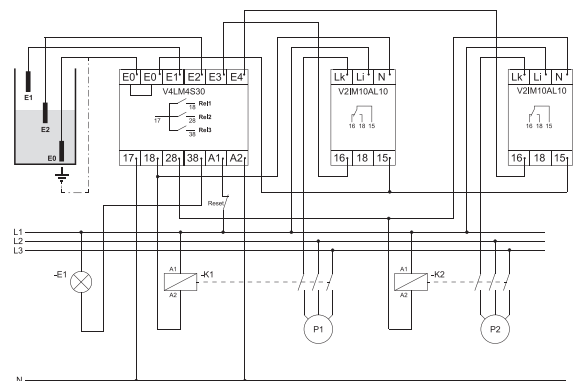 E0 E0 E1 E2 E3 E4
V4LM4S30
18 Rel1
17 28 Rel2
38 Rel3
17 18 28 38 A1 A2
Lk Li N
V2IM10AL10
16 18 15
16 18 15
Lk Li N
V2IM10AL10
16 18 15
16 18 15
E1
E2
E0
Reset
L1
L2
L3
-E1
A1
A2
-K1
P1
A1
A2
-K2
P2
N